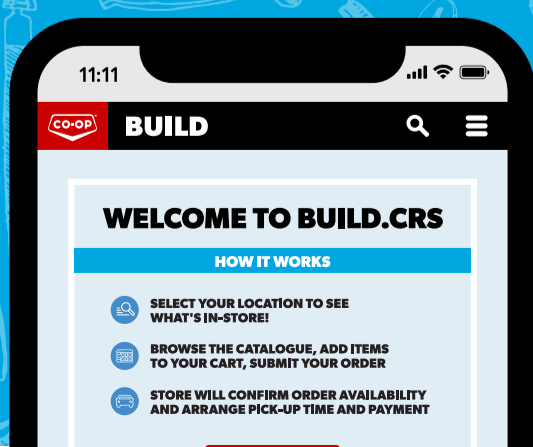 11:11
CO-OP BUILD
WELCOME TO BUILD.CRS
HOW IT WORKS
SELECT YOUR LOCATION TO SEE
WHAT'S IN-STORE!
BROWSE THE CATALOGUE, ADD ITEMS
TO YOUR CART, SUBMIT YOUR ORDER
STORE WILL CONFIRM ORDER AVAILABILITY
AND ARRANGE PICK-UP TIME AND PAYMENT